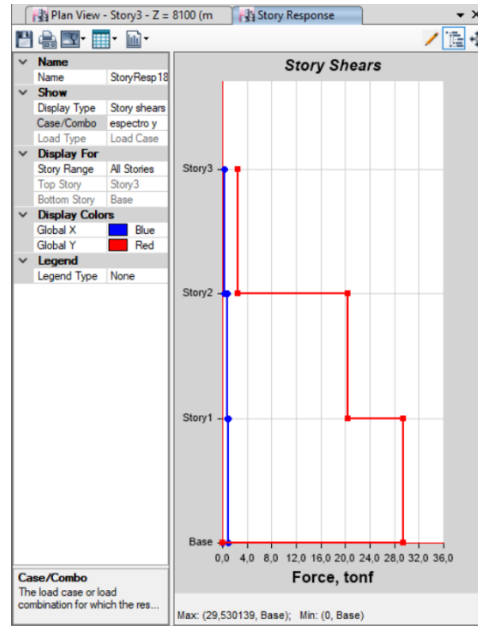 Plan View - Story3 - Z = 8100 (m
Story Response
Name
Name StoryResp18
Show
Display Type Story shears
Case/Combo espectro y
Load Type Load Case
Display For
Story Range All Stories
Top Story Story3
Bottom Story Base
Display Colors
Global X Blue
Global Y Red
Legend
Legend Type None
Case/Combo
The load case or load
combination for which the res...
Story Shears
Story3
Story2
Story1
Base
0,0 4,0 8,0 12,0 16,0 20,0 24,0 28,0 32,0 36,0
Force, tonf
Max: (29,530139, Base); Min: (0, Base)